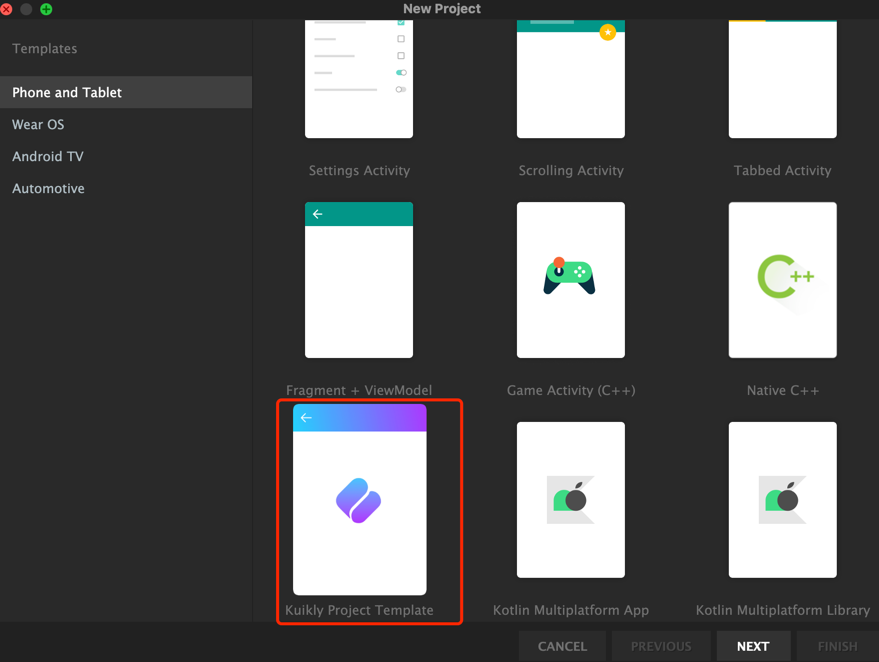 New Project
Templates
Phone and Tablet
Wear OS
Android TV
Automotive
Settings Activity
Scrolling Activity
Tabbed Activity
C++
Fragment + ViewModel
Game Activity (C++)
Native C++
Kuikly Project Template
Kotlin Multiplatform App
Kotlin Multiplatform Library
CANCEL
PREVIOUS
NEXT
FINISH